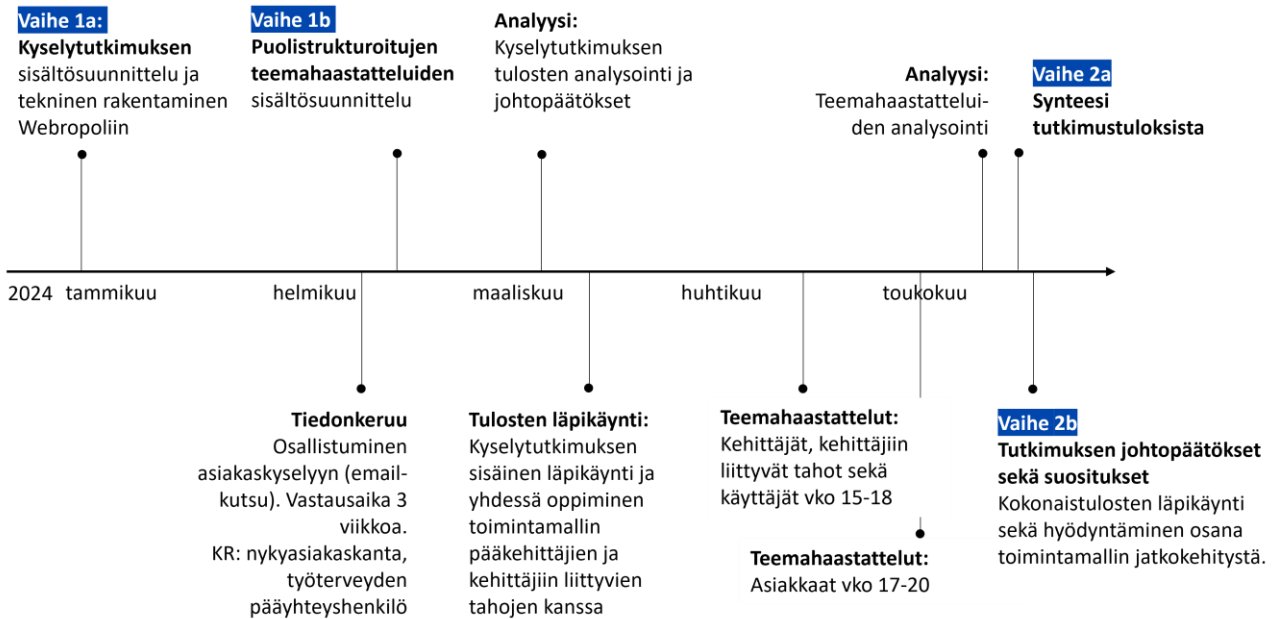 Vaihe 1a:
Kyselytutkimuksen
sisältösuunnittelu ja
tekninen rakentaminen
Webropoliin
Vaihe 1b
Puolistrukturoitujen
teemahaastatteluiden
sisältösuunnittelu
Analyysi:
Kyselytutkimuksen
tulosten analysointi ja
johtopäätökset
Analyysi:
Teemahaastattelui-
den analysointi
Vaihe 2a
Synteesi
tutkimustuloksista
2024 tammikuu helmikuu maaliskuu huhtikuu toukokuu
Tiedonkeruu
Osallistuminen
asiakaskyselyyn (email-
kutsu). Vastausaika 3
viikkoa.
KR: nykyasiakaskanta,
työterveyden
pääyhteyshenkilö
Tulosten läpikäynti:
Kyselytutkimuksen
sisäinen läpikäynti ja
yhdessä oppiminen
toimintamallin
pääkehittäjien ja
kehittäjiin liittyvien
tahojen kanssa
Teemahaastattelut:
Kehittäjät, kehittäjiin
liittyvät tahot sekä
käyttäjät vko 15-18
Teemahaastattelut:
Asiakkaat vko 17-20
Vaihe 2b
Tutkimuksen johtopäätökset
sekä suositukset
Kokonaistulosten läpikäynti
sekä hyödyntäminen osana
toimintamallin jatkokehitystä.